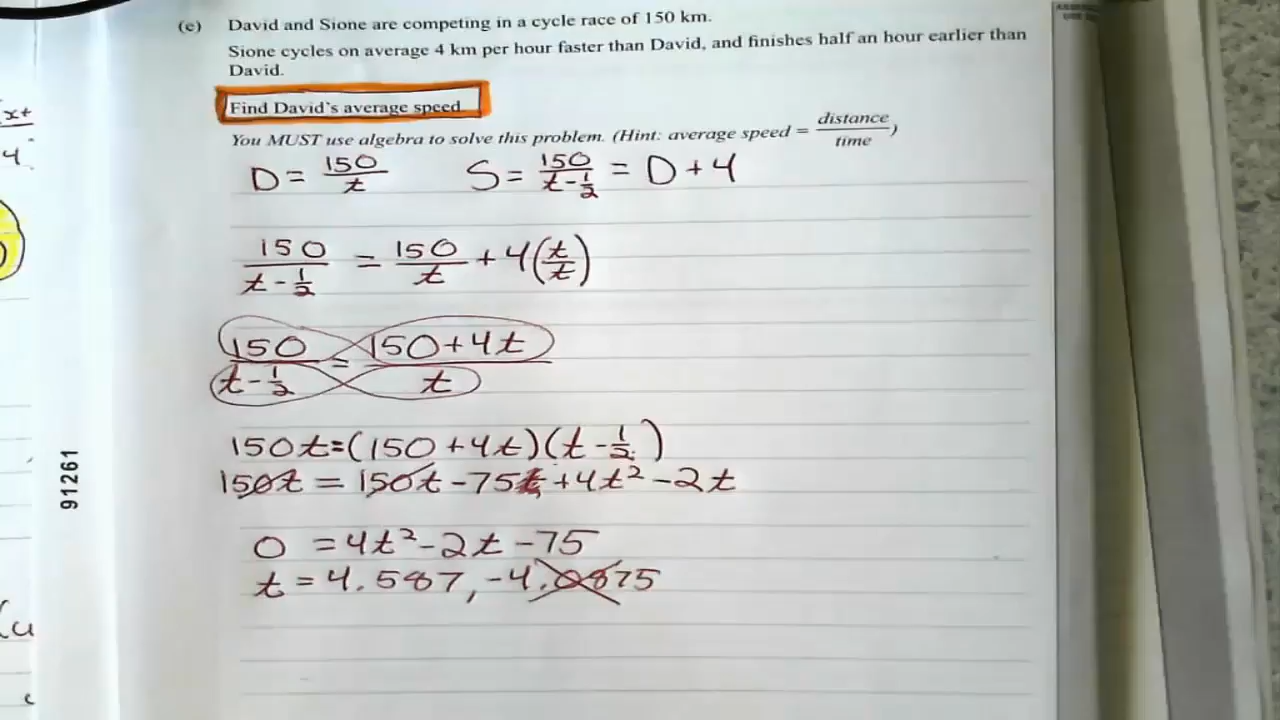 (e) David and Sione are competing in a cycle race of 150 km.
Sione cycles on average 4 km per hour faster than David, and finishes half an hour earlier than
David.
Find David's average speed.
You MUST use algebra to solve this problem. (Hint: average speed = distance/time)
D = 150/t S = 150/(t - 1/2) = D + 4
150/(t - 1/2) = 150/t + 4(t/t)
150/(t - 1/2) = (150 + 4t)/t
150t = (150 + 4t)(t - 1/2)
150t = 150t - 75 + 4t² - 2t
0 = 4t² - 2t - 75
t = 4.587, -4.0875
91261
xt
4